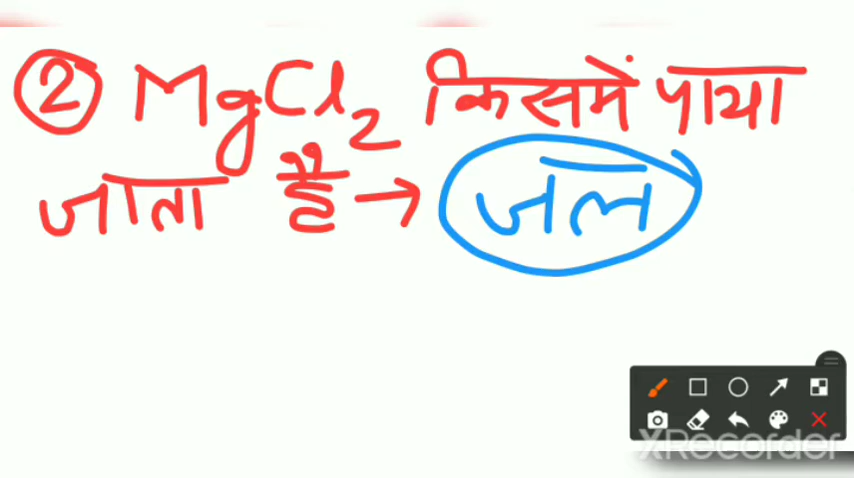 ② MgCl₂ किसमें पाया
जाता है → जल
XRecorder